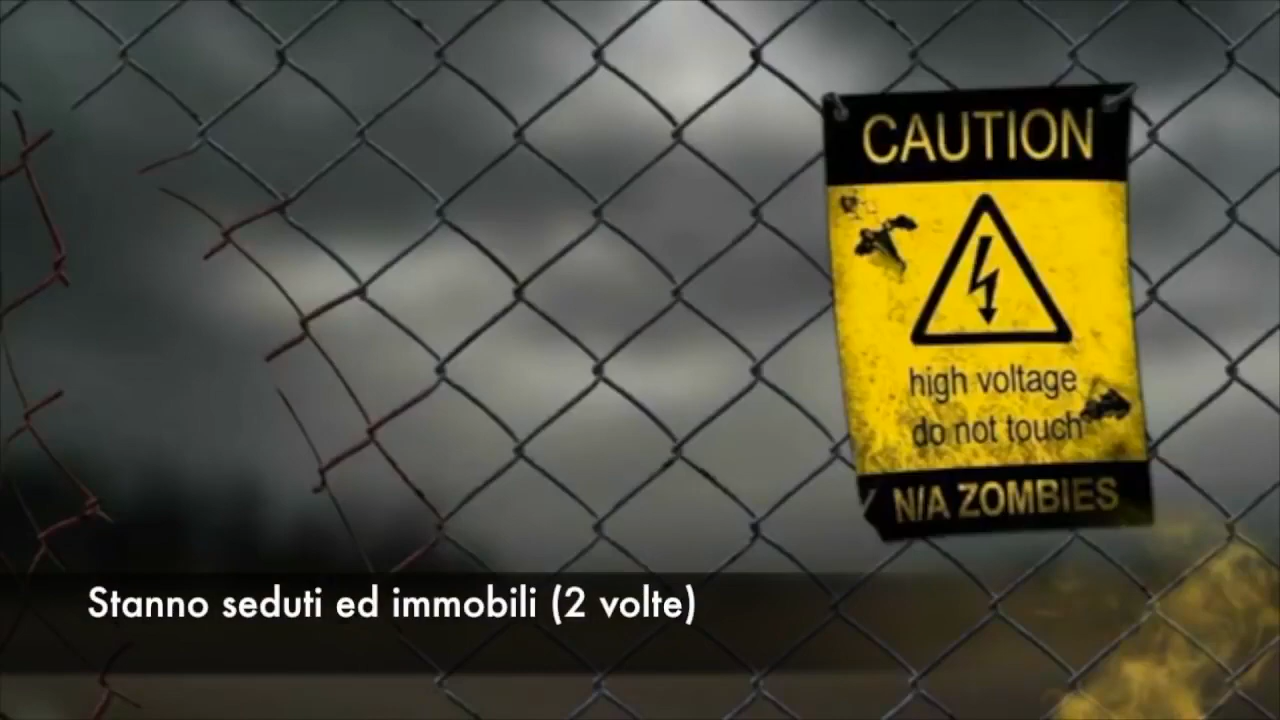 CAUTION
high voltage
do not touch
N/A ZOMBIES
Stanno seduti ed immobili (2 volte)